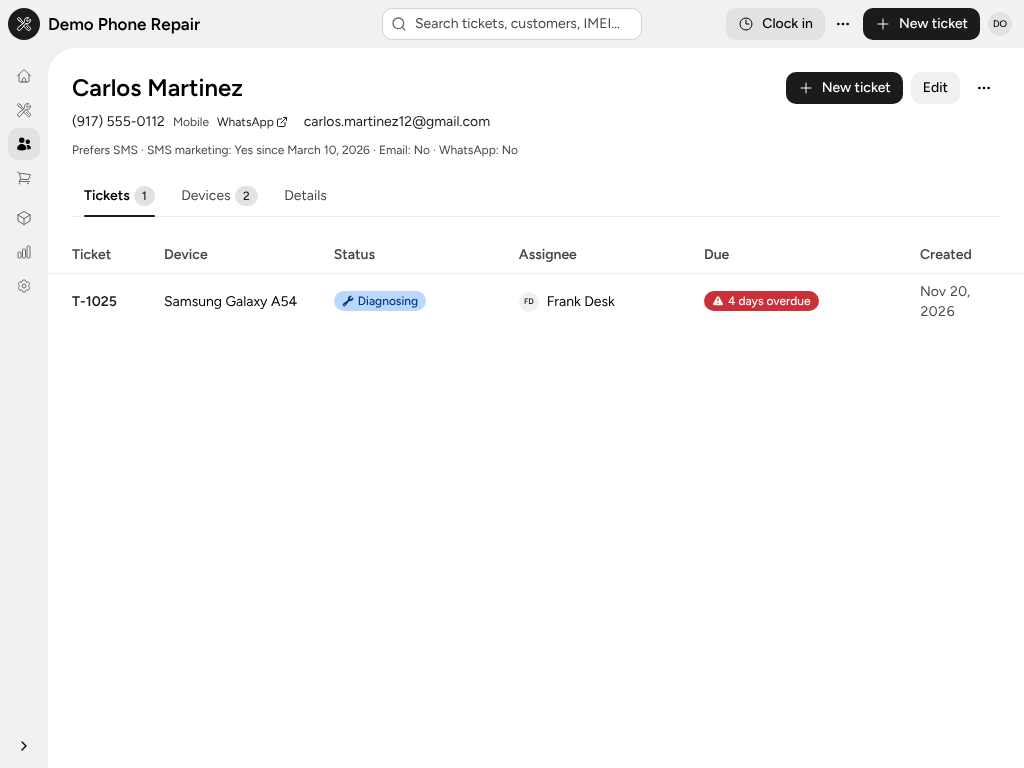 Demo Phone Repair
Search tickets, customers, IMEI...
Clock in
New ticket
DO
Carlos Martinez
New ticket
Edit
(917) 555-0112 Mobile WhatsApp carlos.martinez12@gmail.com
Prefers SMS · SMS marketing: Yes since March 10, 2026 · Email: No · WhatsApp: No
Tickets 1 Devices 2 Details
Ticket Device Status Assignee Due Created
T-1025 Samsung Galaxy A54 Diagnosing FD Frank Desk 4 days overdue Nov 20,
2026